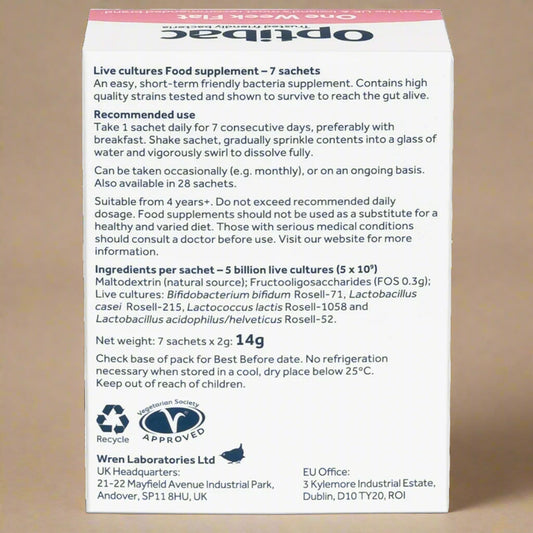 From the UK & Ireland's most recommended brand
One Week Flat
Trusted friendly bacteria
Optibac
Live cultures Food supplement – 7 sachets
An easy, short-term friendly bacteria supplement. Contains high
quality strains tested and shown to survive to reach the gut alive.
Recommended use
Take 1 sachet daily for 7 consecutive days, preferably with
breakfast. Shake sachet, gradually sprinkle contents into a glass of
water and vigorously swirl to dissolve fully.
Can be taken occasionally (e.g. monthly), or on an ongoing basis.
Also available in 28 sachets.
Suitable from 4 years+. Do not exceed recommended daily
dosage. Food supplements should not be used as a substitute for a
healthy and varied diet. Those with serious medical conditions
should consult a doctor before use. Visit our website for more
information.
Ingredients per sachet – 5 billion live cultures (5 x 10⁹)
Maltodextrin (natural source); Fructooligosaccharides (FOS 0.3g);
Live cultures: Bifidobacterium bifidum Rosell-71, Lactobacillus
casei Rosell-215, Lactococcus lactis Rosell-1058 and
Lactobacillus acidophilus/helveticus Rosell-52.
Net weight: 7 sachets x 2g: 14g
Check base of pack for Best Before date. No refrigeration
necessary when stored in a cool, dry place below 25°C.
Keep out of reach of children.
Recycle
Vegetarian Society
V
APPROVED
Wren Laboratories Ltd
UK Headquarters:
21-22 Mayfield Avenue Industrial Park,
Andover, SP11 8HU, UK
EU Office:
3 Kylemore Industrial Estate,
Dublin, D10 TY20, ROI